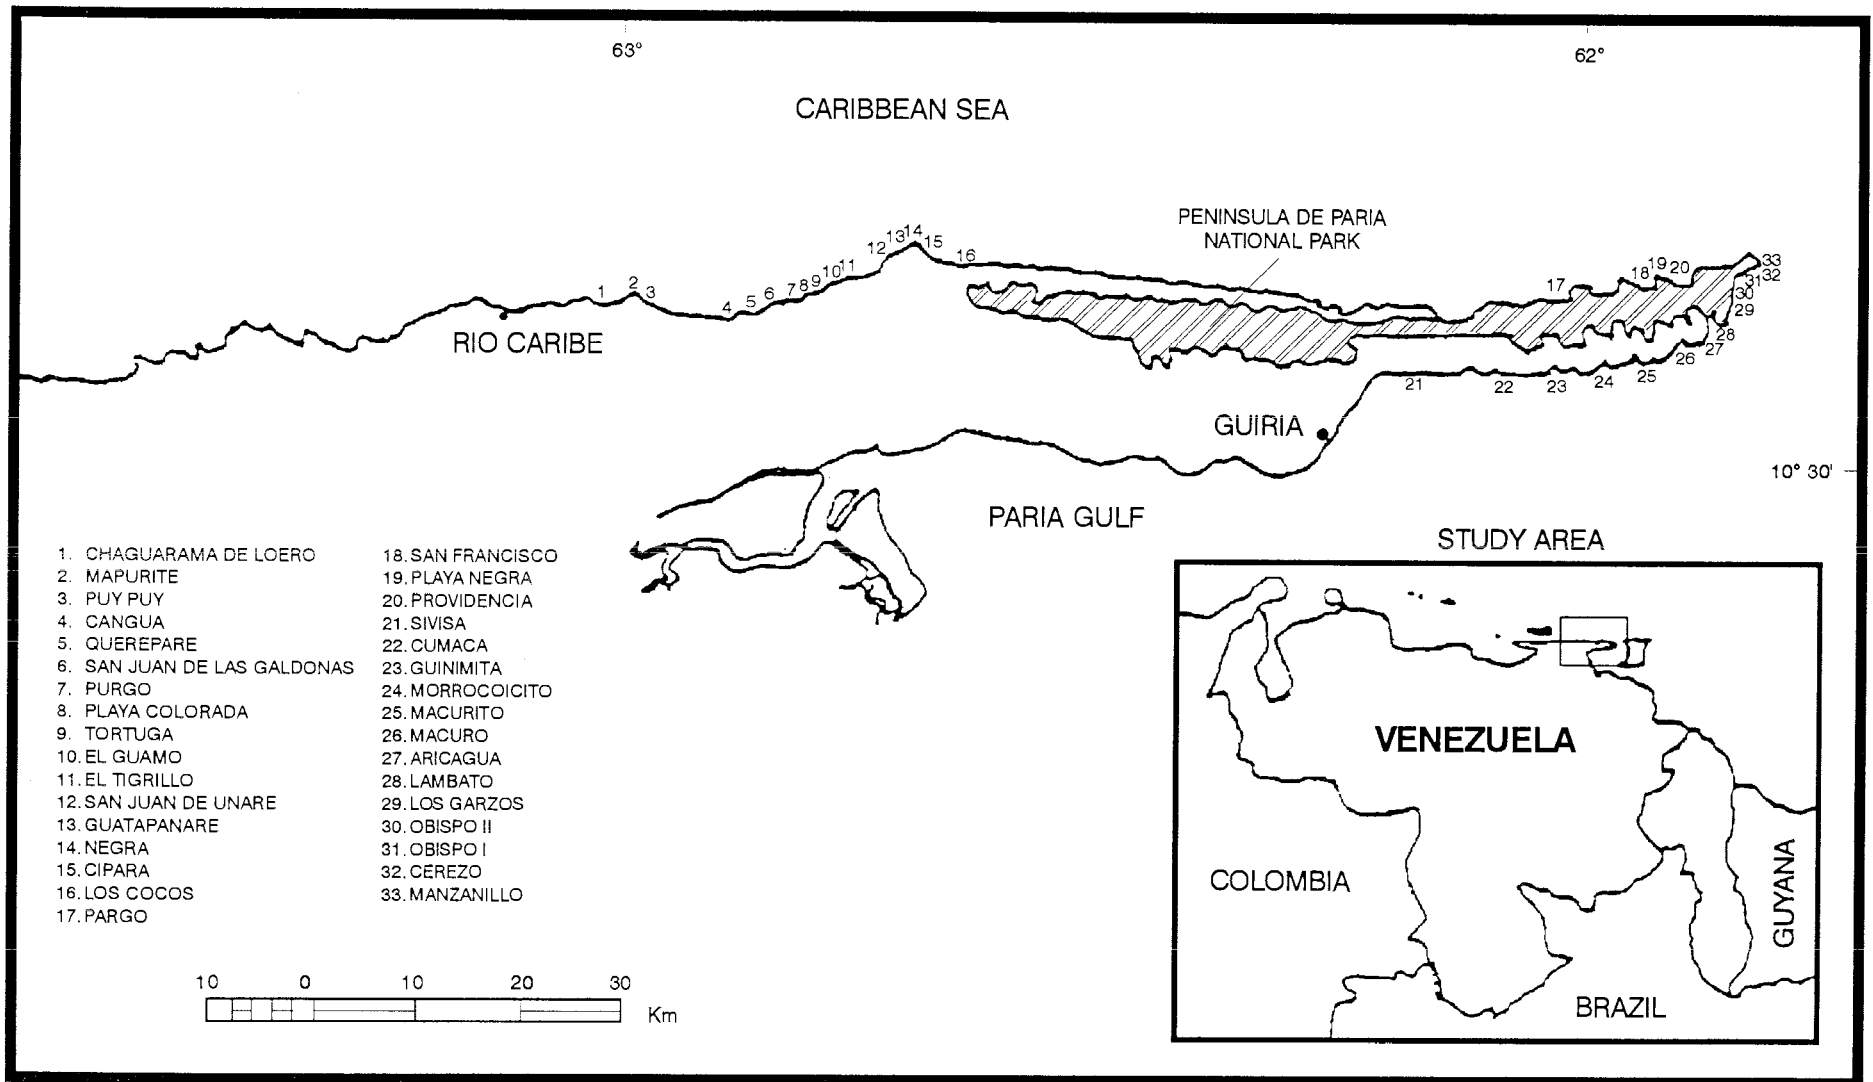 63°
62°
CARIBBEAN SEA
PENINSULA DE PARIA
NATIONAL PARK
1
2
3
4
5
6
7
8
9
10
11
12
13
14
15
16
17
18
19
20
33
32
31
30
29
28
27
26
25
24
23
22
21
RIO CARIBE
GUIRIA
10° 30'
PARIA GULF
1. CHAGUARAMA DE LOERO
2. MAPURITE
3. PUY PUY
4. CANGUA
5. QUEREPARE
6. SAN JUAN DE LAS GALDONAS
7. PURGO
8. PLAYA COLORADA
9. TORTUGA
10. EL GUAMO
11. EL TIGRILLO
12. SAN JUAN DE UNARE
13. GUATAPANARE
14. NEGRA
15. CIPARA
16. LOS COCOS
17. PARGO
18. SAN FRANCISCO
19. PLAYA NEGRA
20. PROVIDENCIA
21. SIVISA
22. CUMACA
23. GUINIMITA
24. MORROCOICITO
25. MACURITO
26. MACURO
27. ARICAGUA
28. LAMBATO
29. LOS GARZOS
30. OBISPO II
31. OBISPO I
32. CEREZO
33. MANZANILLO
10 0 10 20 30
Km
STUDY AREA
VENEZUELA
COLOMBIA
GUYANA
BRAZIL